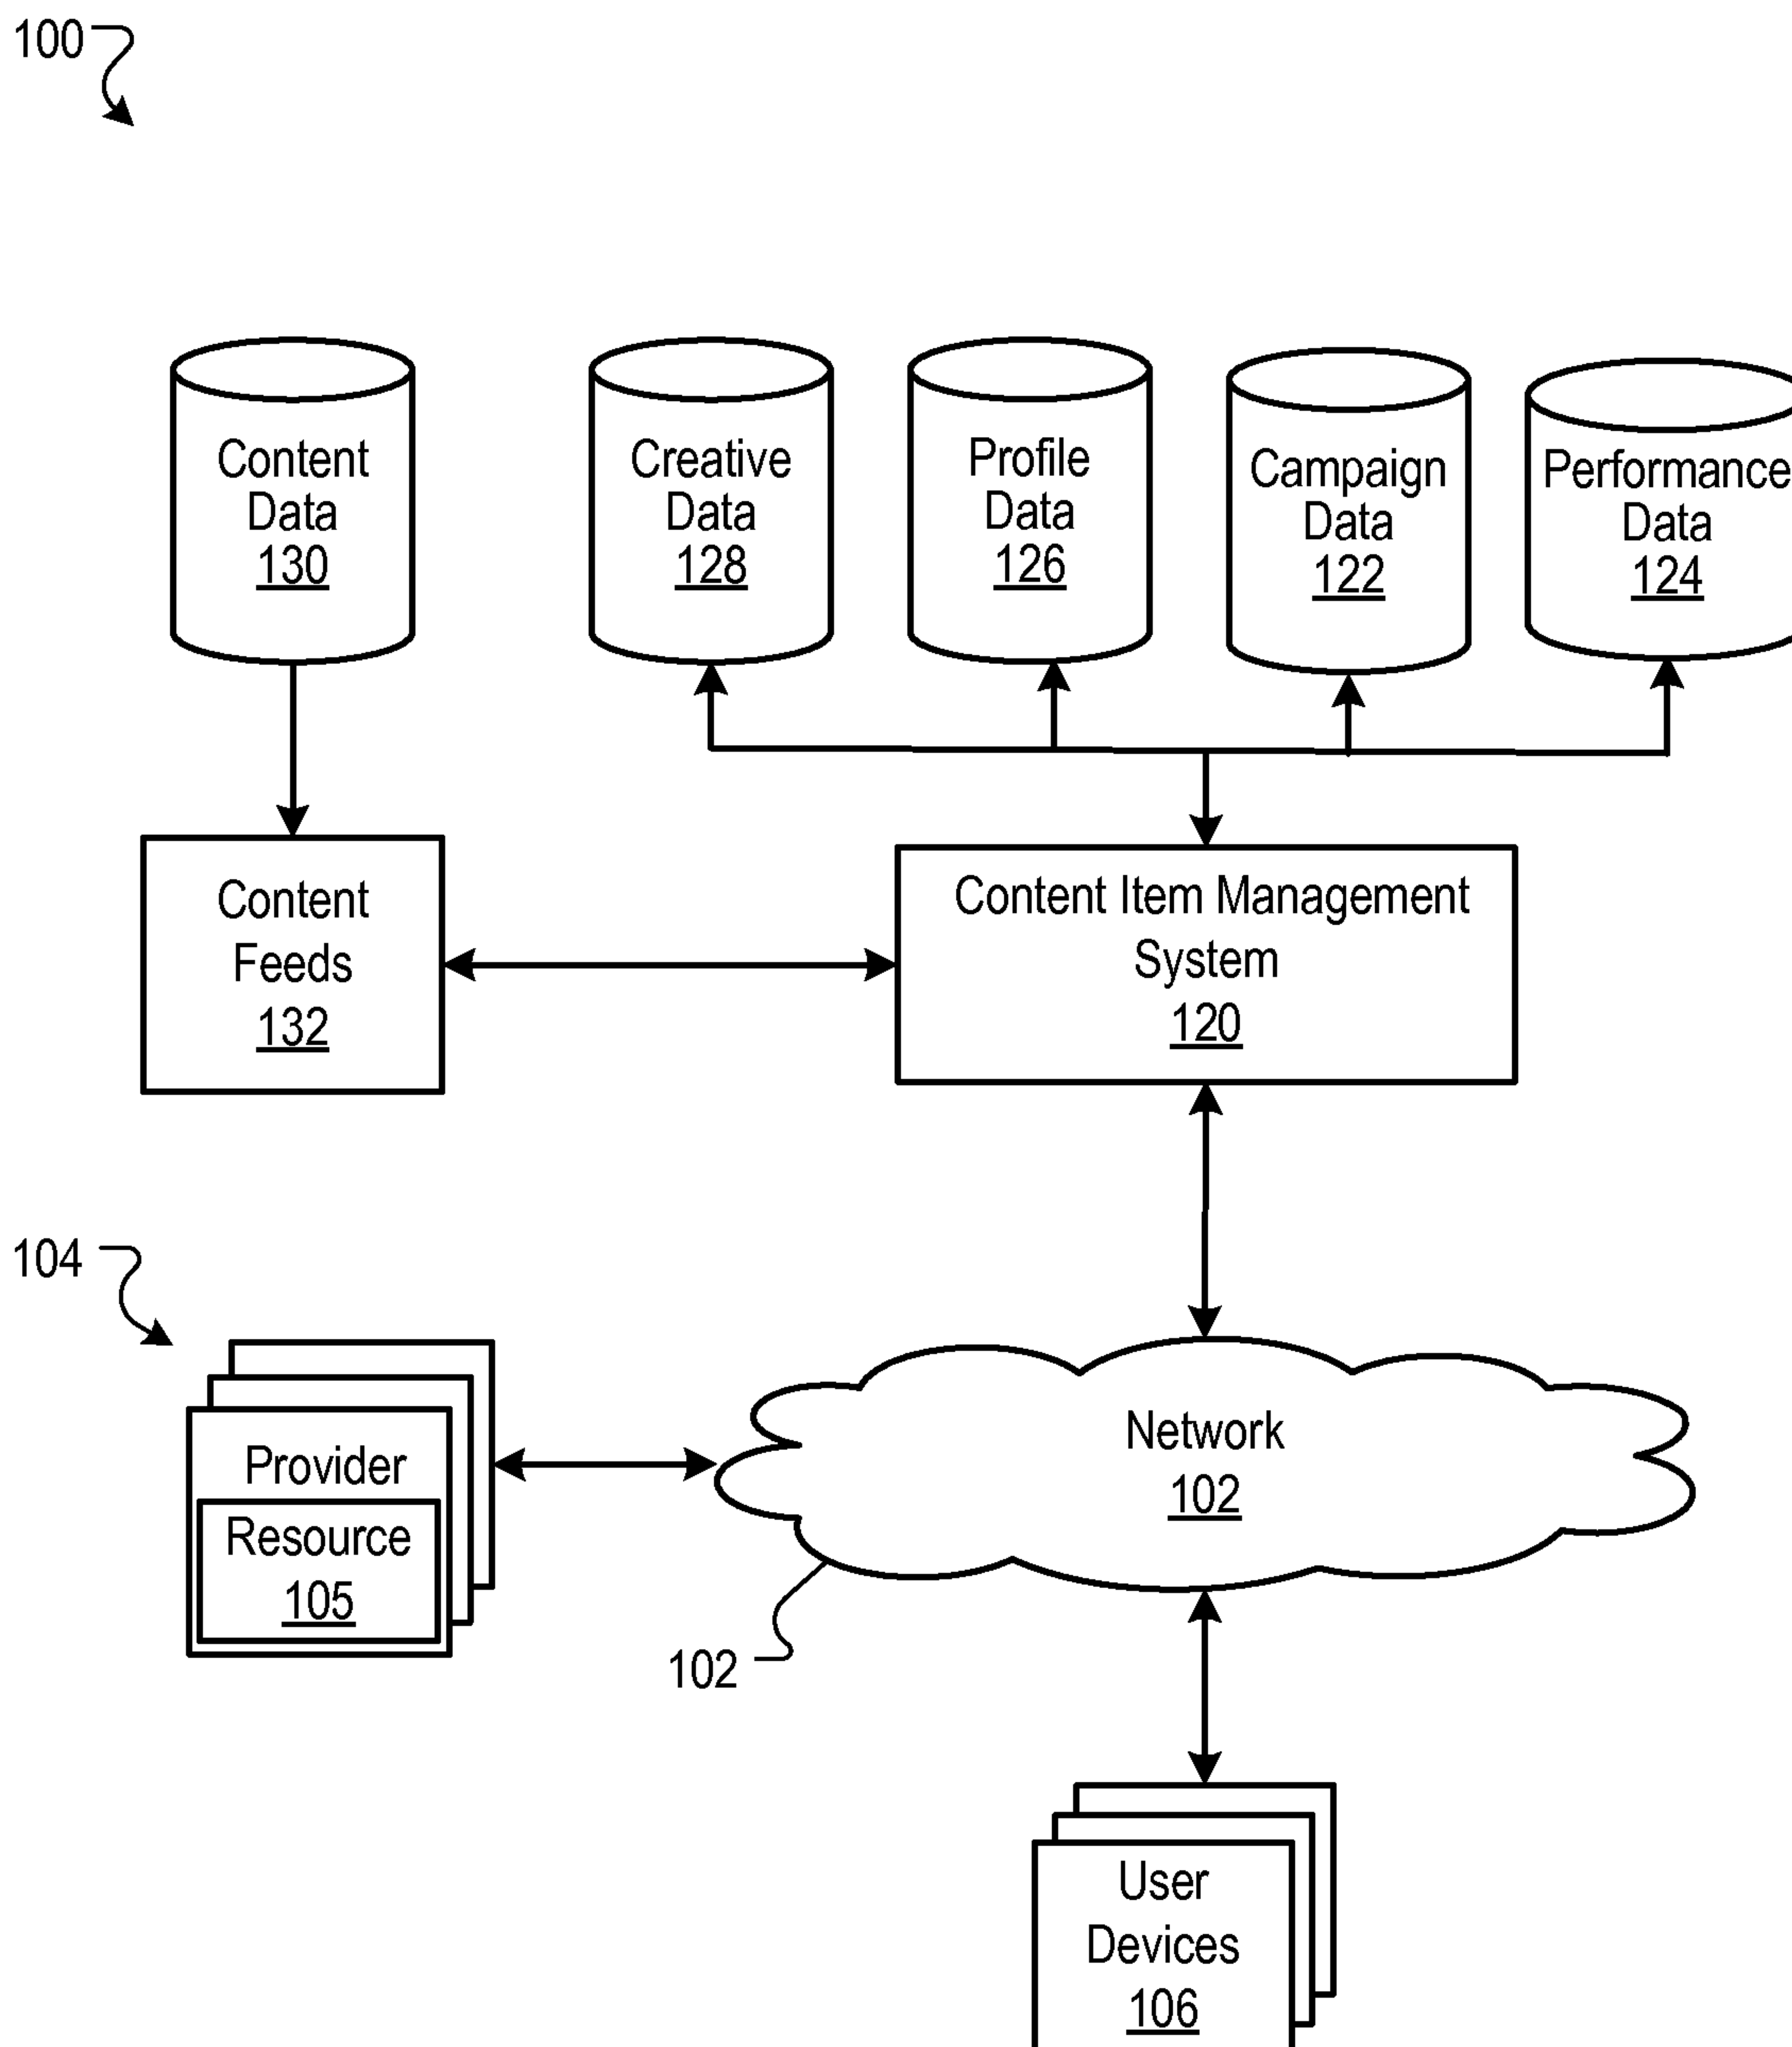 100
Content
Data
130
Creative
Data
128
Profile
Data
126
Campaign
Data
122
Performance
Data
124
Content
Feeds
132
Content Item Management
System
120
104
Provider
Resource
105
Network
102
102
User
Devices
106